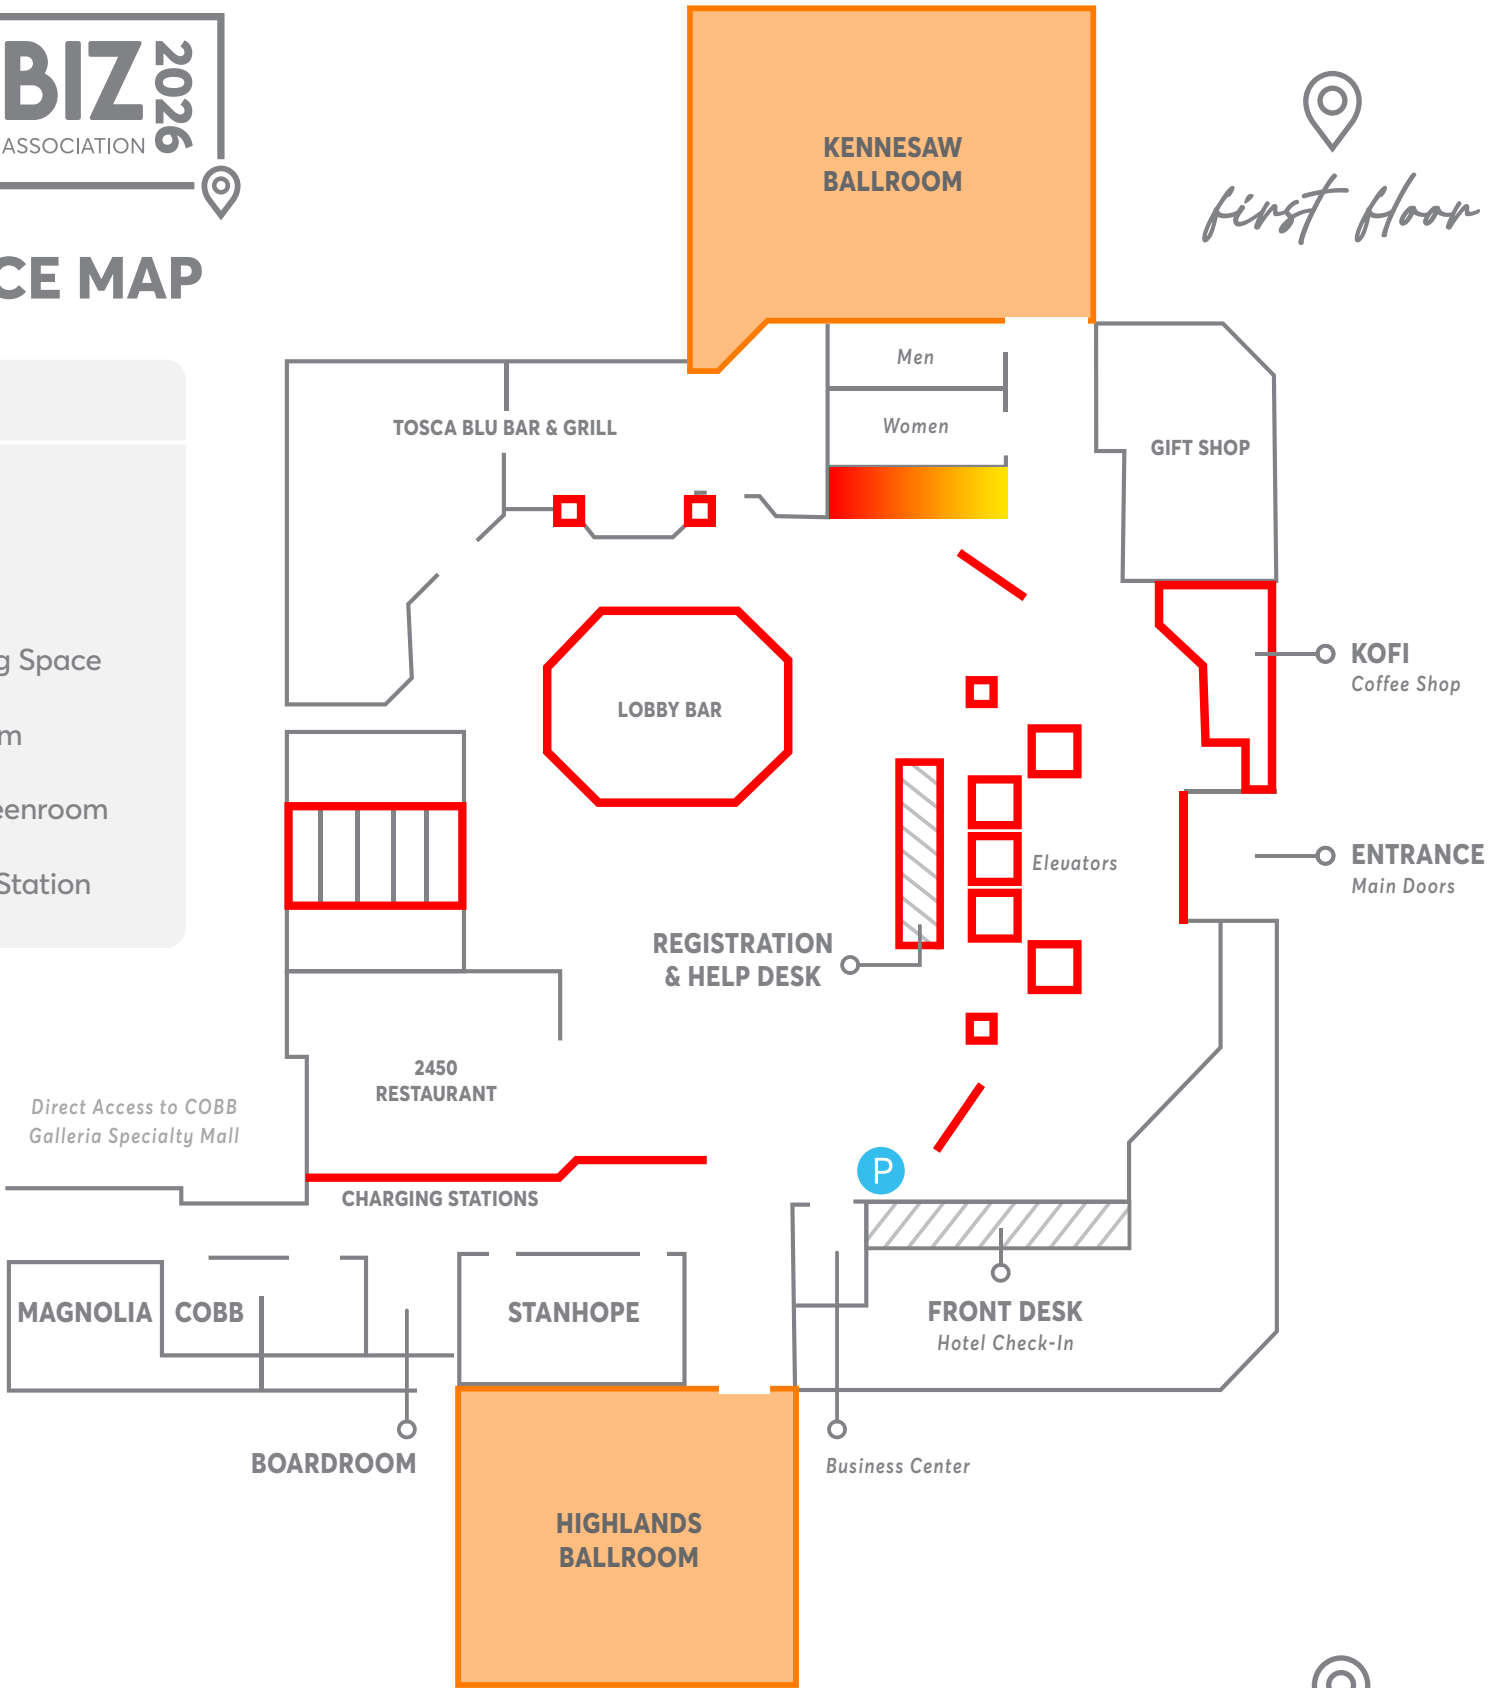 BIZ
2026
ASSOCIATION
CE MAP
first floor
KENNESAW
BALLROOM
Men
Women
TOSCA BLU BAR & GRILL
GIFT SHOP
g Space
m
eenroom
Station
LOBBY BAR
KOFI
Coffee Shop
Elevators
ENTRANCE
Main Doors
REGISTRATION
& HELP DESK
2450
RESTAURANT
Direct Access to COBB
Galleria Specialty Mall
CHARGING STATIONS
P
MAGNOLIA
COBB
STANHOPE
FRONT DESK
Hotel Check-In
BOARDROOM
Business Center
HIGHLANDS
BALLROOM